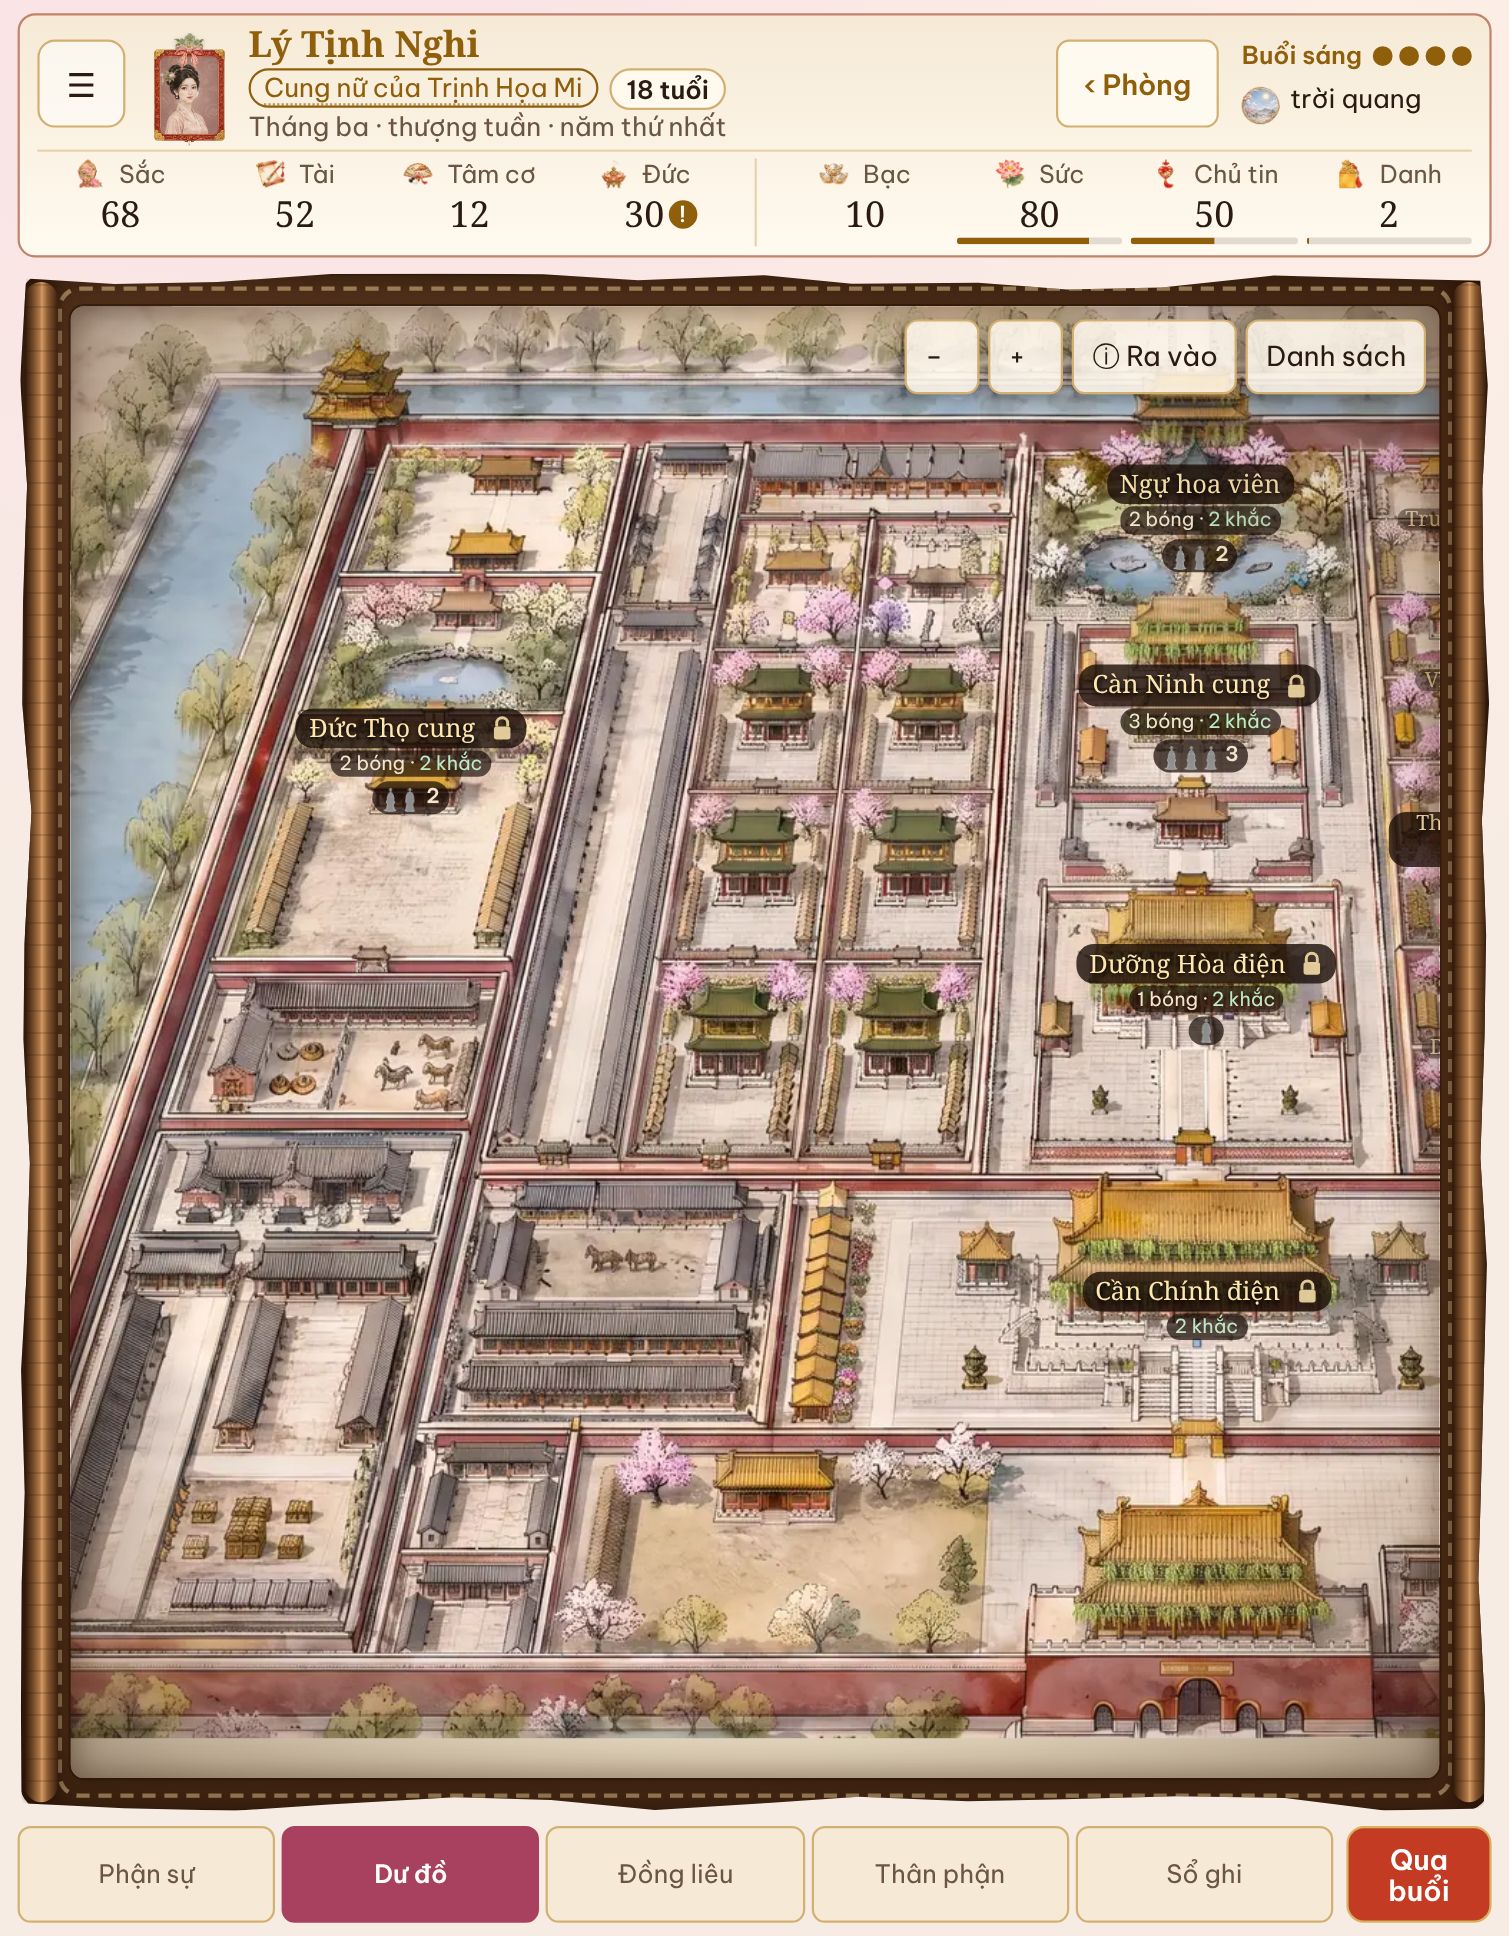 ☰
Lý Tịnh Nghi
Cung nữ của Trịnh Họa Mi
18 tuổi
Tháng ba · thượng tuần · năm thứ nhất
‹ Phòng
Buổi sáng
trời quang
Sắc
68
Tài
52
Tâm cơ
12
Đức
30 !
Bạc
10
Sức
80
Chủ tin
50
Danh
2
−
+
ⓘ Ra vào
Danh sách
Ngự hoa viên
2 bóng · 2 khắc
2
Càn Ninh cung
3 bóng · 2 khắc
3
Đức Thọ cung
2 bóng · 2 khắc
2
Dưỡng Hòa điện
1 bóng · 2 khắc
Cần Chính điện
2 khắc
Phận sự
Dư đồ
Đồng liêu
Thân phận
Sổ ghi
Qua
buổi